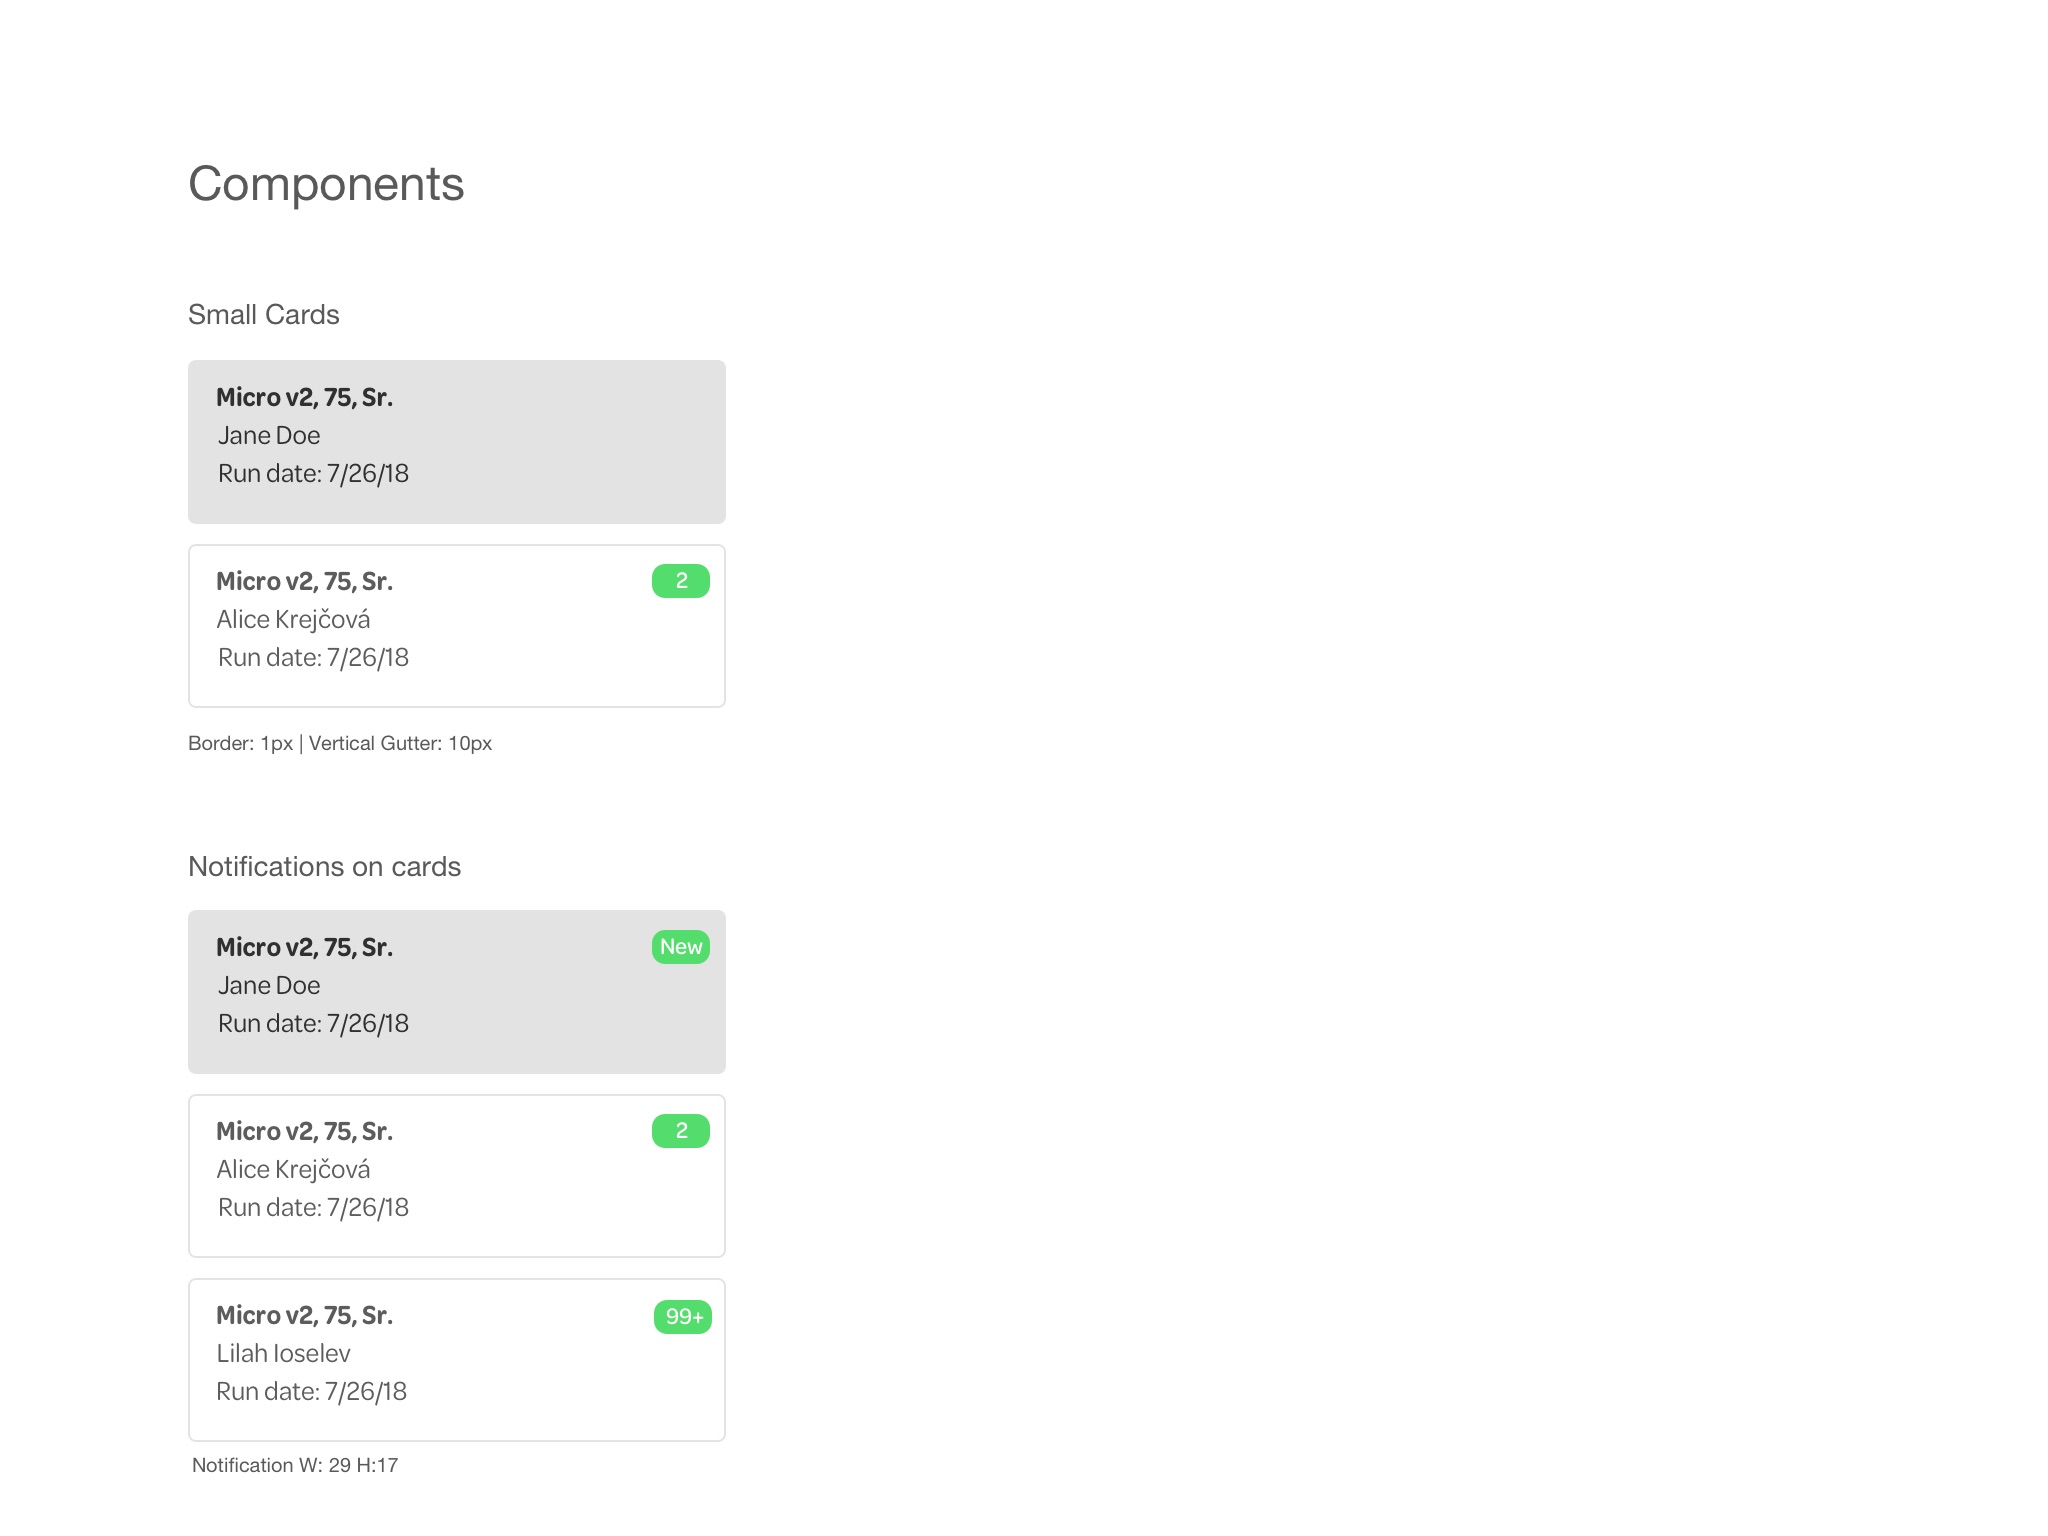 Components
Small Cards
Micro v2, 75, Sr.
Jane Doe
Run date: 7/26/18
Micro v2, 75, Sr.
2
Alice Krejčová
Run date: 7/26/18
Border: 1px | Vertical Gutter: 10px
Notifications on cards
Micro v2, 75, Sr.
New
Jane Doe
Run date: 7/26/18
Micro v2, 75, Sr.
2
Alice Krejčová
Run date: 7/26/18
Micro v2, 75, Sr.
99+
Lilah Ioselev
Run date: 7/26/18
Notification W: 29 H:17